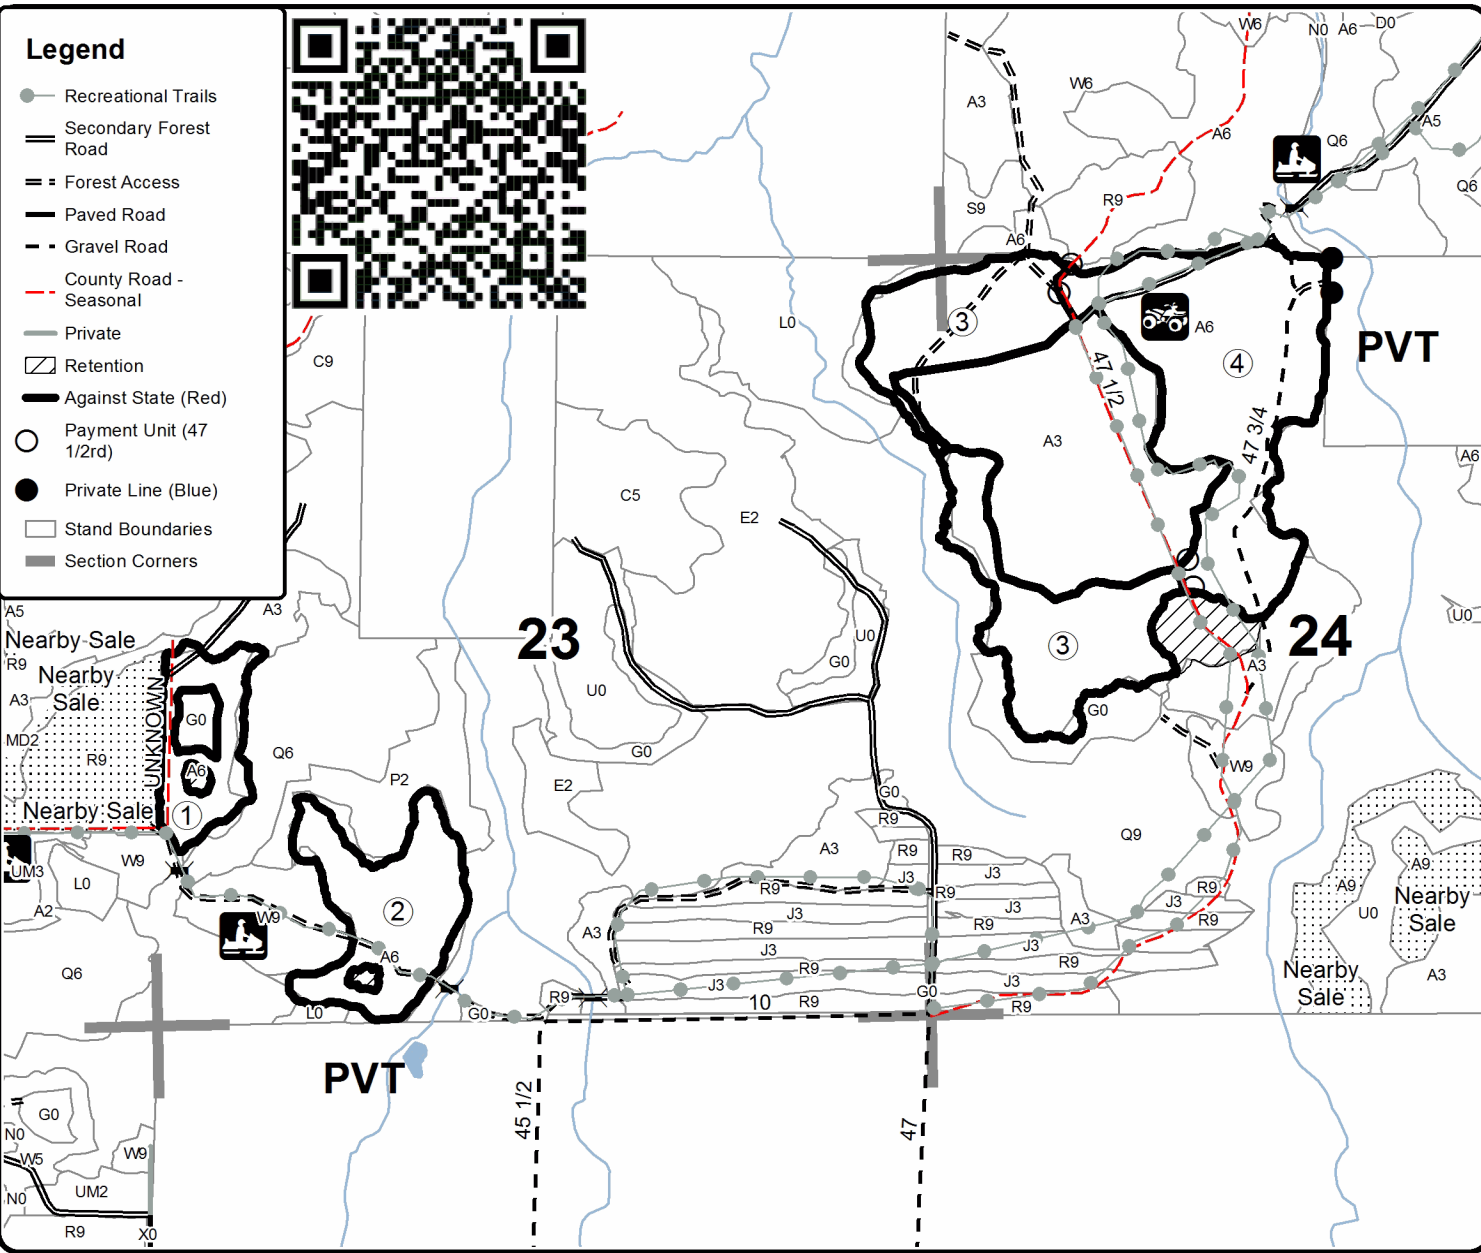 Legend
Recreational Trails
Secondary Forest
Road
Forest Access
Paved Road
Gravel Road
County Road -
Seasonal
Private
Retention
Against State (Red)
Payment Unit (47
1/2rd)
Private Line (Blue)
Stand Boundaries
Section Corners
W6
N0
A6
D0
A3
W6
A5
A6
Q6
Q6
R9
S9
A6
L0
3
A6
4
PVT
C9
47 1/2
47 3/4
A3
A6
C5
E2
A5
A3
Nearby Sale
R9
Nearby
Sale
A3
MD2
R9
UNKNOWN
G0
A6
Nearby Sale
1
Q6
P2
23
U0
G0
U0
G0
E2
3
24
U0
A3
G0
W9
G0
R9
Q9
UM3
W9
L0
A2
W9
2
A6
Q6
L0
G0
A3
R9
J3
R9
R9
J3
R9
J3
R9
J3
R9
J3
R9
A3
J3
A3
R9
J3
R9
J3
R9
R9
J3
R9
10
R9
G0
J3
R9
A9
A9
U0
Nearby
Sale
Nearby
Sale
A3
PVT
45 1/2
47
G0
N0
W5
W9
N0
UM2
R9
X0